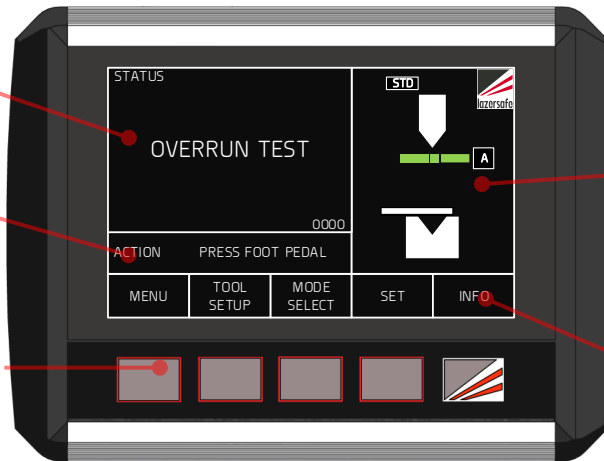 STATUS
OVERRUN TEST
0000
ACTION PRESS FOOT PEDAL
STD
lazersafe
A
MENU
TOOL
SETUP
MODE
SELECT
SET
INFO